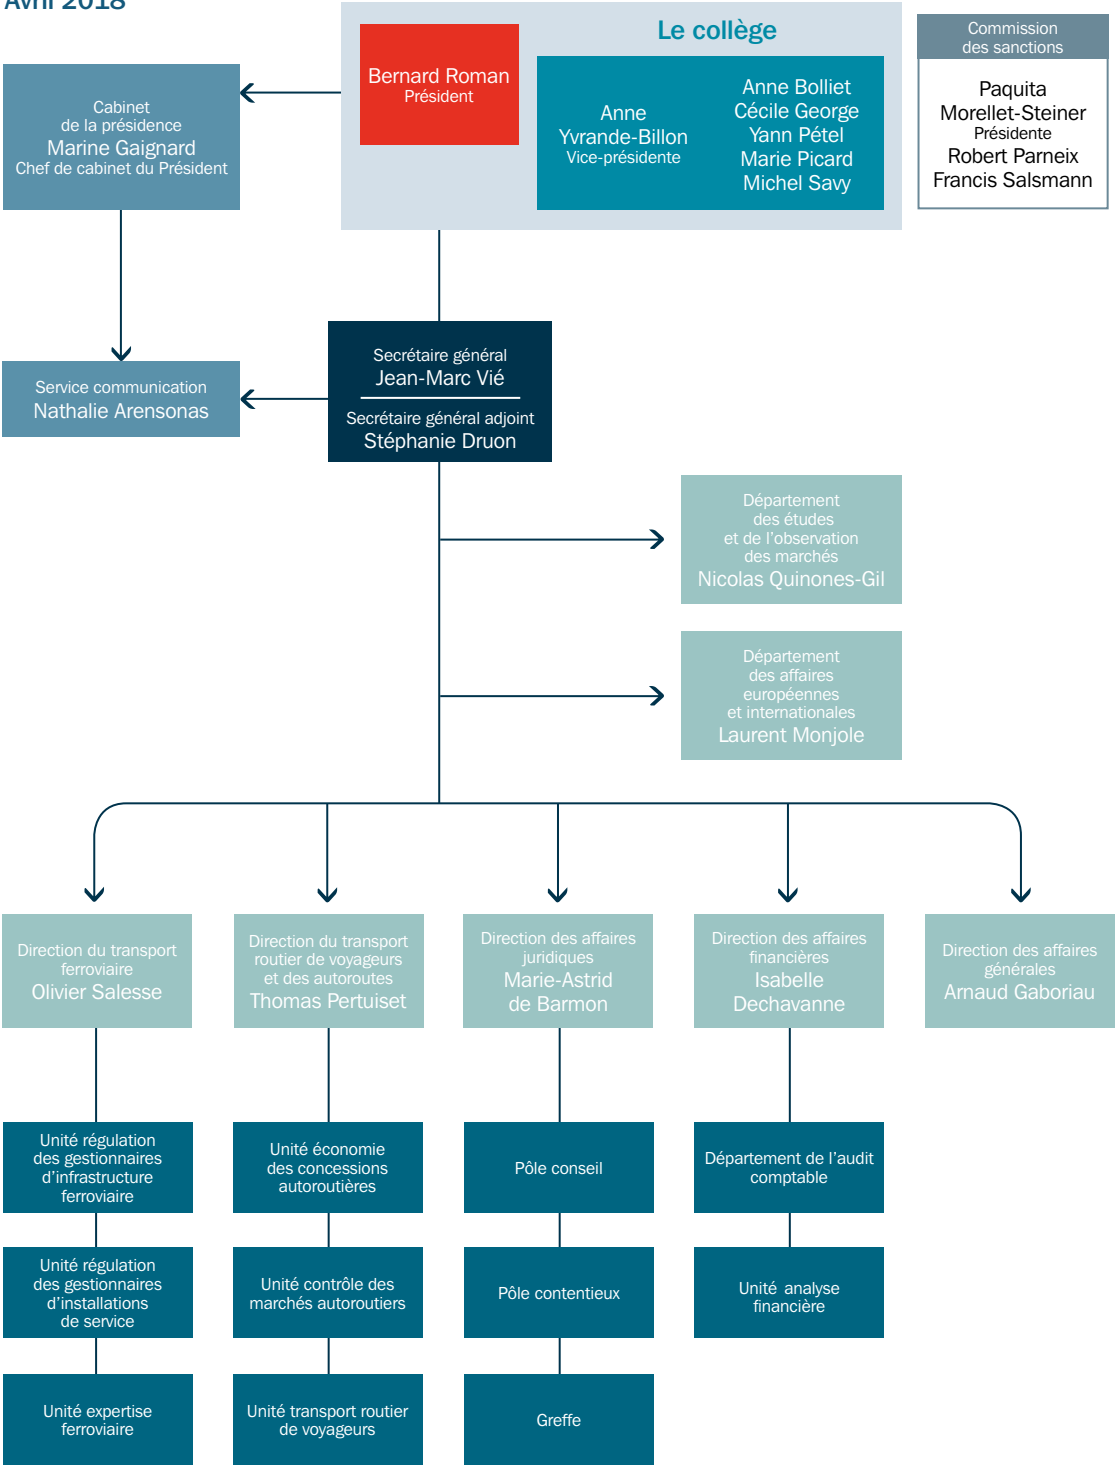 Avril 2018
Le collège
Bernard Roman
Président
Anne
Yvrande-Billon
Vice-présidente
Anne Bolliet
Cécile George
Yann Pétel
Marie Picard
Michel Savy
Commission
des sanctions
Paquita
Morellet-Steiner
Présidente
Robert Parneix
Francis Salsmann
Cabinet
de la présidence
Marine Gaignard
Chef de cabinet du Président
Secrétaire général
Jean-Marc Vié
Secrétaire général adjoint
Stéphanie Druon
Service communication
Nathalie Arensonas
Département
des études
et de l'observation
des marchés
Nicolas Quinones-Gil
Département
des affaires
européennes
et internationales
Laurent Monjole
Direction du transport
ferroviaire
Olivier Salesse
Direction du transport
routier de voyageurs
et des autoroutes
Thomas Pertuiset
Direction des affaires
juridiques
Marie-Astrid
de Barmon
Direction des affaires
financières
Isabelle
Dechavanne
Direction des affaires
générales
Arnaud Gaboriau
Unité régulation
des gestionnaires
d'infrastructure
ferroviaire
Unité économie
des concessions
autoroutières
Pôle conseil
Département de l'audit
comptable
Unité régulation
des gestionnaires
d'installations
de service
Unité contrôle des
marchés autoroutiers
Pôle contentieux
Unité analyse
financière
Unité expertise
ferroviaire
Unité transport routier
de voyageurs
Greffe